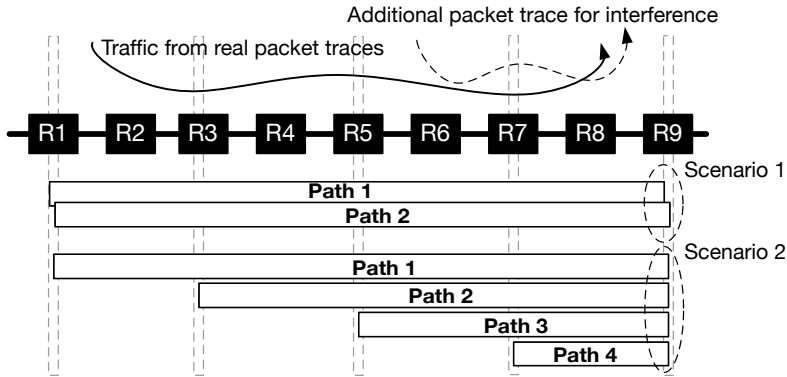 Additional packet trace for interference
Traffic from real packet traces
R1 R2 R3 R4 R5 R6 R7 R8 R9
Scenario 1
Path 1
Path 2
Scenario 2
Path 1
Path 2
Path 3
Path 4